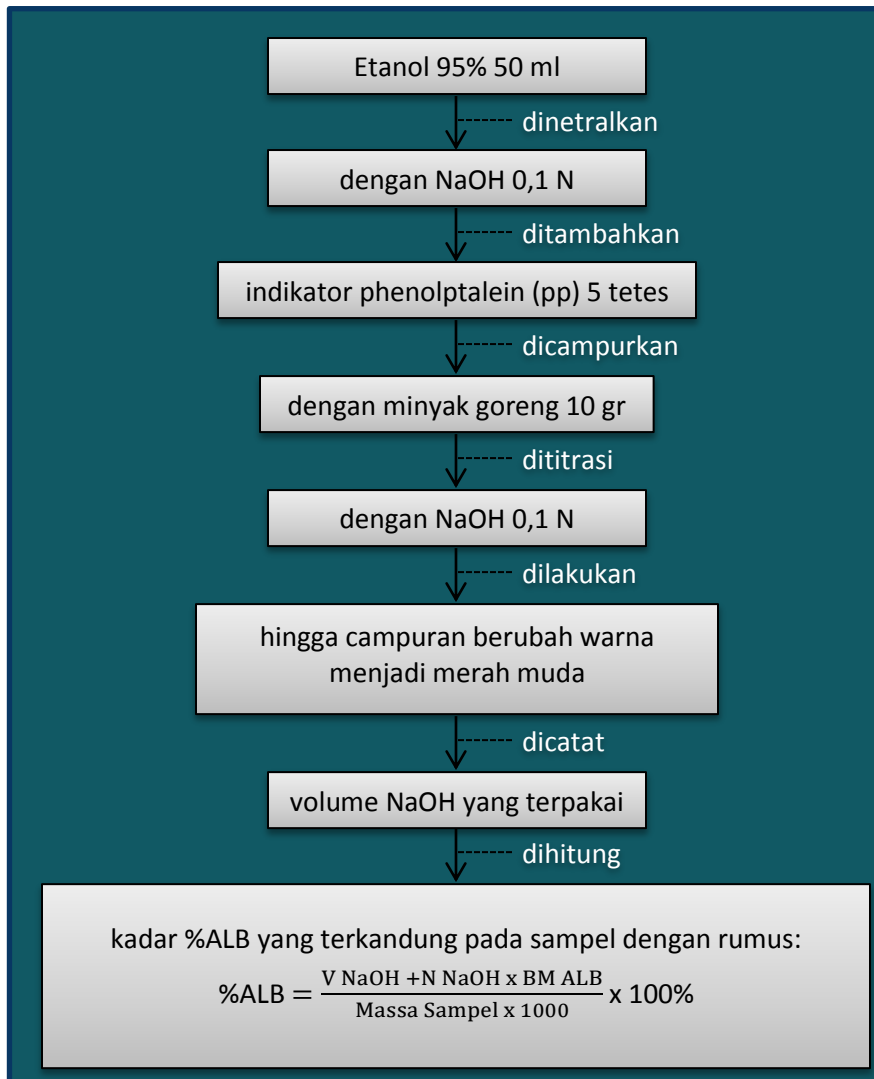 Etanol 95% 50 ml
dinetralkan
dengan NaOH 0,1 N
ditambahkan
indikator phenolptalein (pp) 5 tetes
dicampurkan
dengan minyak goreng 10 gr
dititrasi
dengan NaOH 0,1 N
dilakukan
hingga campuran berubah warna
menjadi merah muda
dicatat
volume NaOH yang terpakai
dihitung
kadar %ALB yang terkandung pada sampel dengan rumus:
%ALB = V NaOH +N NaOH x BM ALB / Massa Sampel x 1000 x 100%